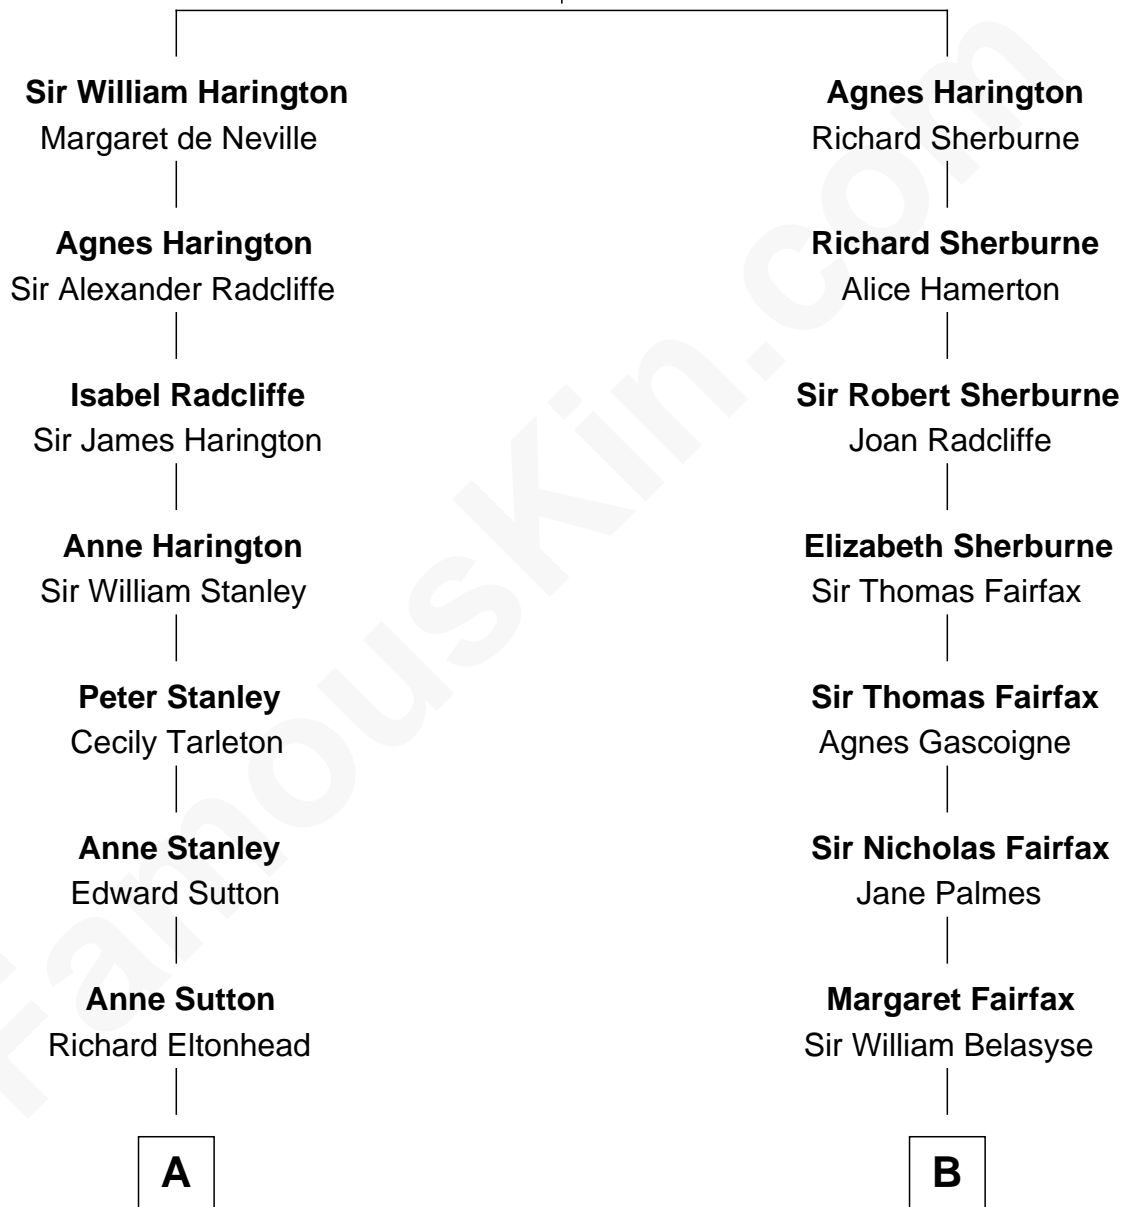 Sir William Harington
Margaret de Neville
Agnes Harington
Sir Alexander Radcliffe
Isabel Radcliffe
Sir James Harington
Anne Harington
Sir William Stanley
Peter Stanley
Cecily Tarleton
Anne Stanley
Edward Sutton
Anne Sutton
Richard Eltonhead
A
Agnes Harington
Richard Sherburne
Richard Sherburne
Alice Hamerton
Sir Robert Sherburne
Joan Radcliffe
Elizabeth Sherburne
Sir Thomas Fairfax
Sir Thomas Fairfax
Agnes Gascoigne
Sir Nicholas Fairfax
Jane Palmes
Margaret Fairfax
Sir William Belasyse
B
FamousKin.com